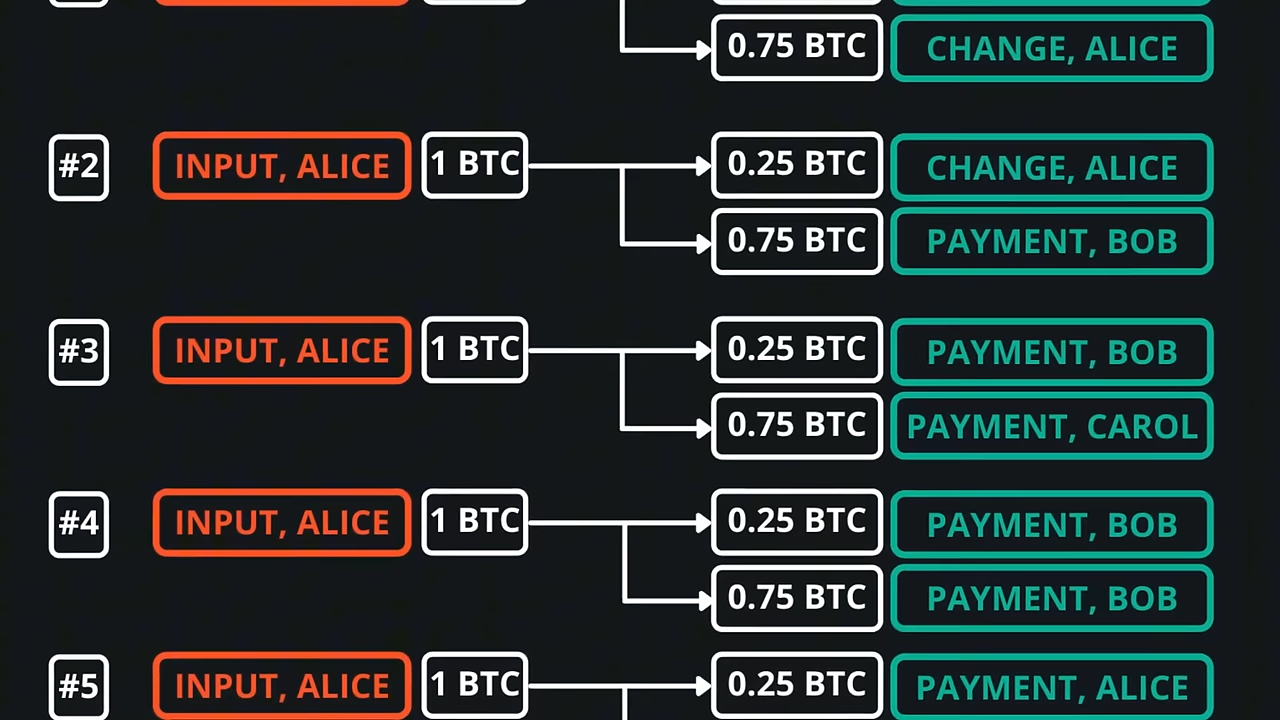 0.75 BTC CHANGE, ALICE
#2 INPUT, ALICE 1 BTC 0.25 BTC CHANGE, ALICE
0.75 BTC PAYMENT, BOB
#3 INPUT, ALICE 1 BTC 0.25 BTC PAYMENT, BOB
0.75 BTC PAYMENT, CAROL
#4 INPUT, ALICE 1 BTC 0.25 BTC PAYMENT, BOB
0.75 BTC PAYMENT, BOB
#5 INPUT, ALICE 1 BTC 0.25 BTC PAYMENT, ALICE